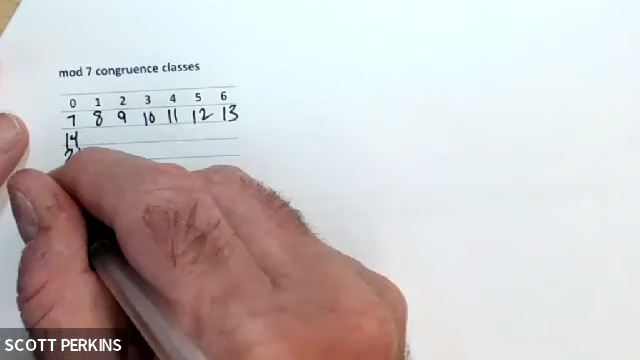 mod 7 congruence classes
0 1 2 3 4 5 6
7 8 9 10 11 12 13
14
SCOTT PERKINS